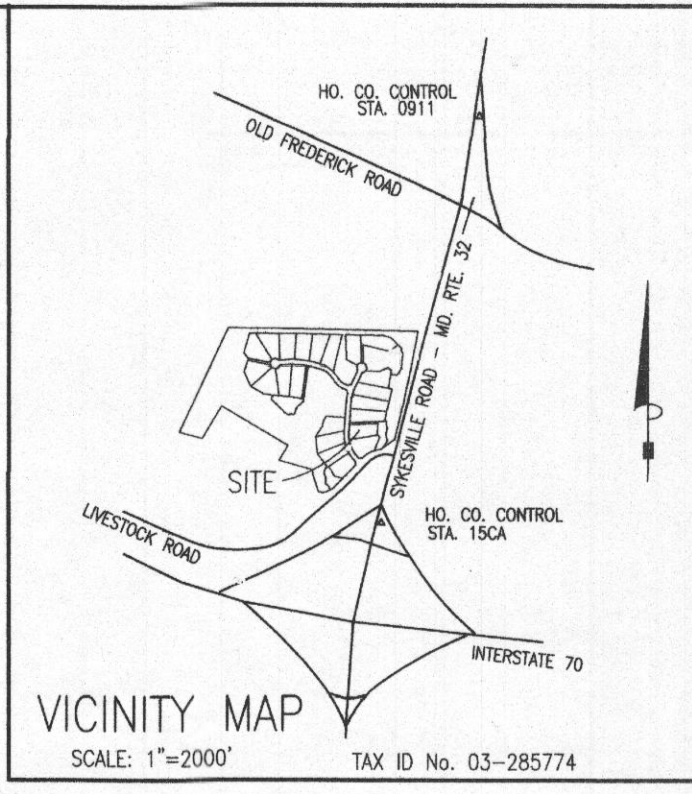 HO. CO. CONTROL
STA. 0911
OLD FREDERICK ROAD
SYKESVILLE ROAD - MD. RTE. 32
SITE
LIVESTOCK ROAD
HO. CO. CONTROL
STA. 15CA
INTERSTATE 70
VICINITY MAP
SCALE: 1"=2000'
TAX ID No. 03-285774